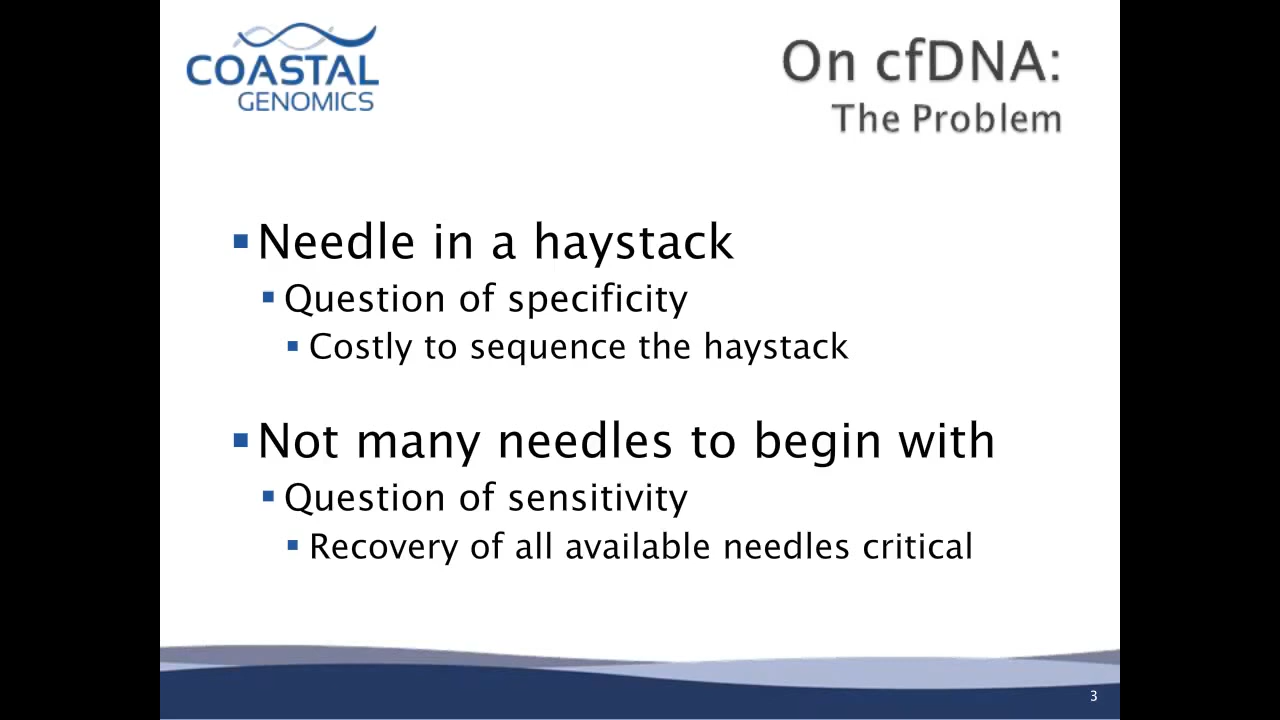 COASTAL
GENOMICS
On cfDNA:
The Problem
Needle in a haystack
Question of specificity
Costly to sequence the haystack
Not many needles to begin with
Question of sensitivity
Recovery of all available needles critical
3